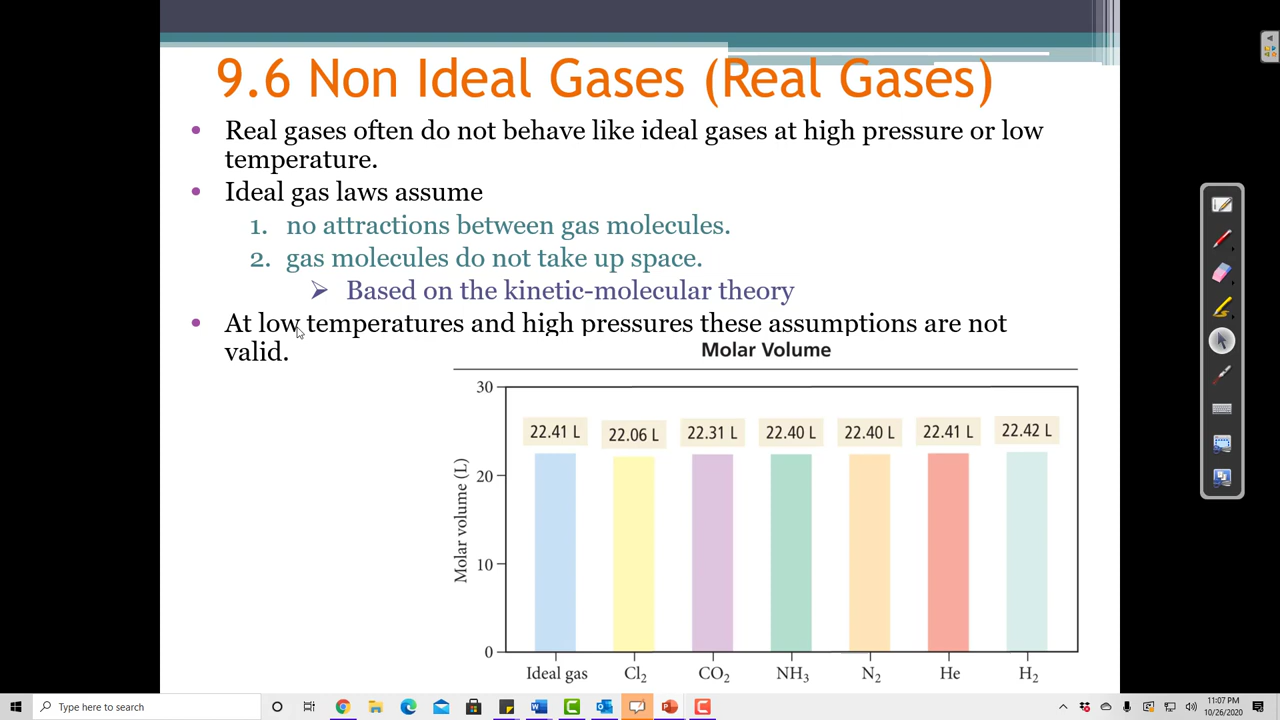 9.6 Non Ideal Gases (Real Gases)
• Real gases often do not behave like ideal gases at high pressure or low
temperature.
• Ideal gas laws assume
1. no attractions between gas molecules.
2. gas molecules do not take up space.
➢ Based on the kinetic-molecular theory
• At low temperatures and high pressures these assumptions are not
valid.
Molar Volume
Molar volume (L)
30
20
10
0
22.41 L 22.06 L 22.31 L 22.40 L 22.40 L 22.41 L 22.42 L
Ideal gas Cl₂ CO₂ NH₃ N₂ He H₂
Type here to search
11:07 PM
10/26/2020